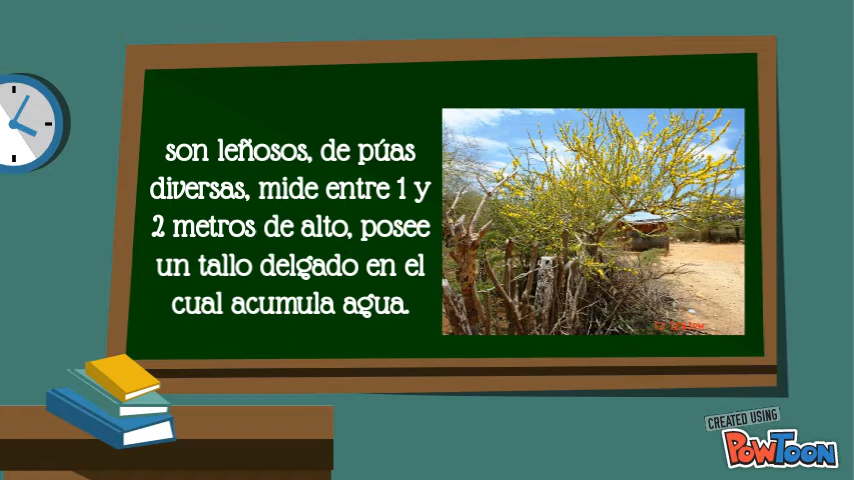 son leñosos, de púas
diversas, mide entre 1 y
2 metros de alto, posee
un tallo delgado en el
cual acumula agua.
CREATED USING
POWTOON